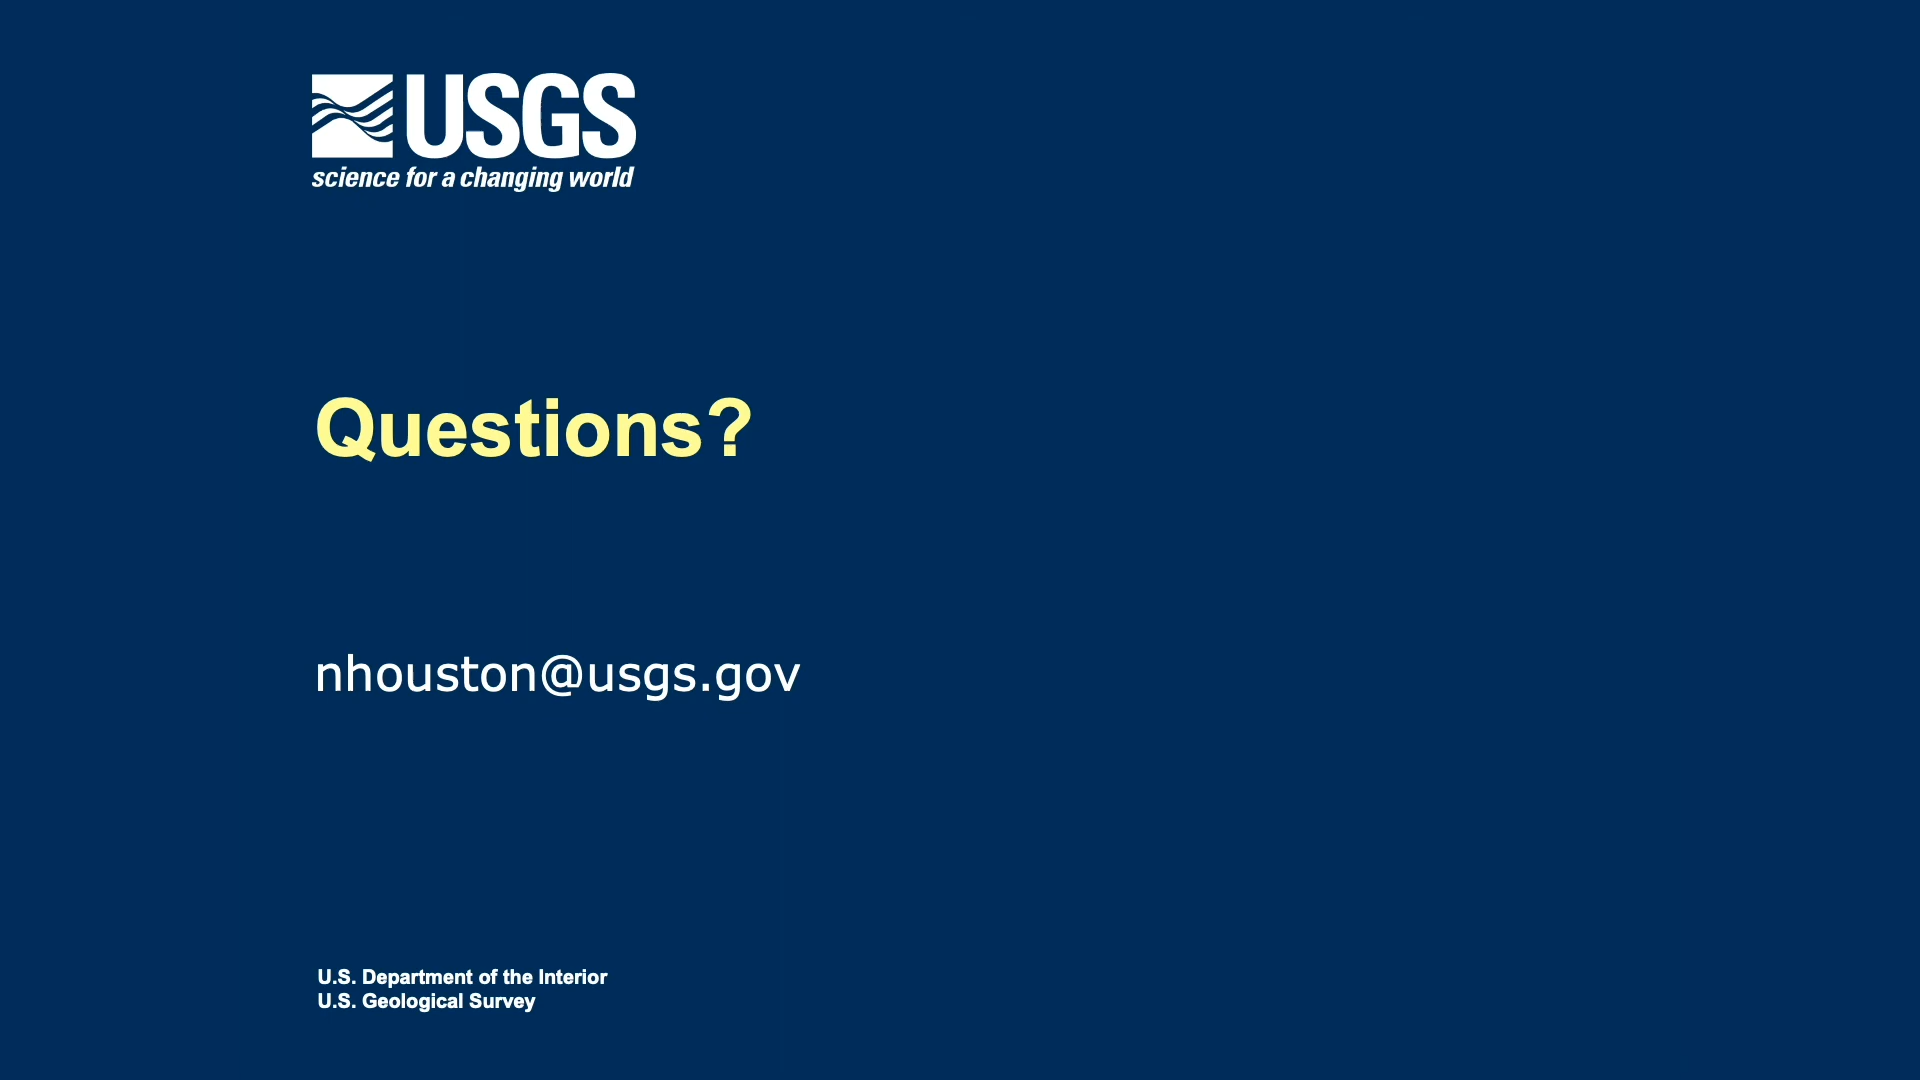 USGS
science for a changing world
Questions?
nhouston@usgs.gov
U.S. Department of the Interior
U.S. Geological Survey